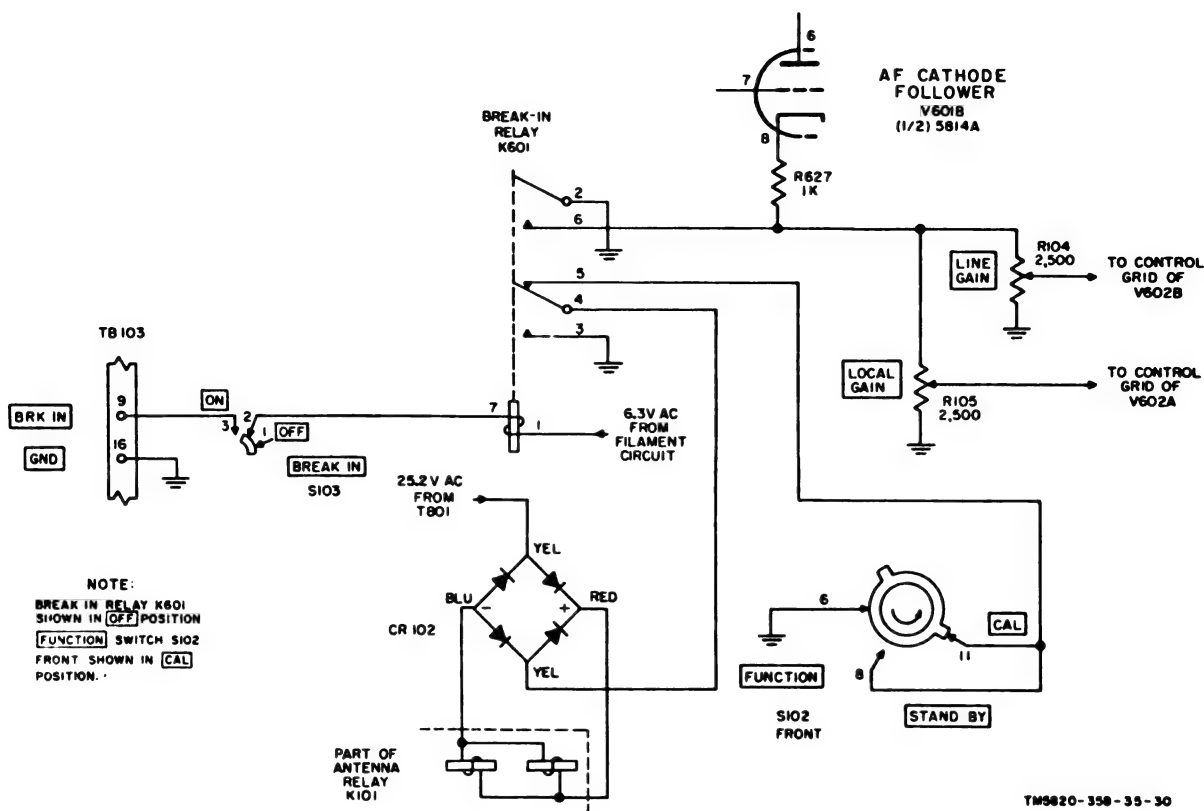 6
7
8
AF CATHODE
FOLLOWER
V601B
(1/2) 5814A
BREAK-IN
RELAY
K601
R627
1K
2
6
5
4
3
R104
2,500
LINE
GAIN
TO CONTROL
GRID OF
V602B
LOCAL
GAIN
R105
2,500
TO CONTROL
GRID OF
V602A
TB103
BRK IN
9
ON
3
2
1
OFF
7
1
6.3V AC
FROM
FILAMENT
CIRCUIT
GND
16
BREAK IN
S103
25.2 V AC
FROM
T801
YEL
BLU
-
+
RED
CR 102
YEL
NOTE:
BREAK IN RELAY K601
SHOWN IN OFF POSITION
FUNCTION SWITCH S102
FRONT SHOWN IN CAL
POSITION.
6
CAL
11
8
FUNCTION
S102
FRONT
STAND BY
PART OF
ANTENNA
RELAY
K101
TM5820-358-35-30